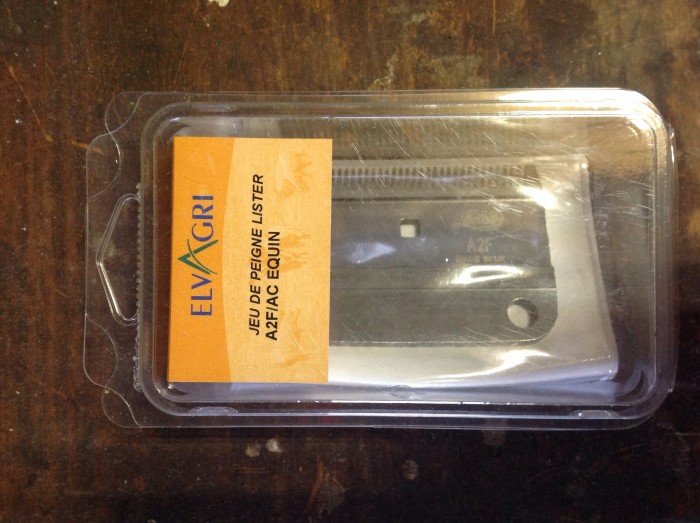 ELVAGRI
JEU DE PEIGNE LISTER
A2F/AC EQUIN
A2F